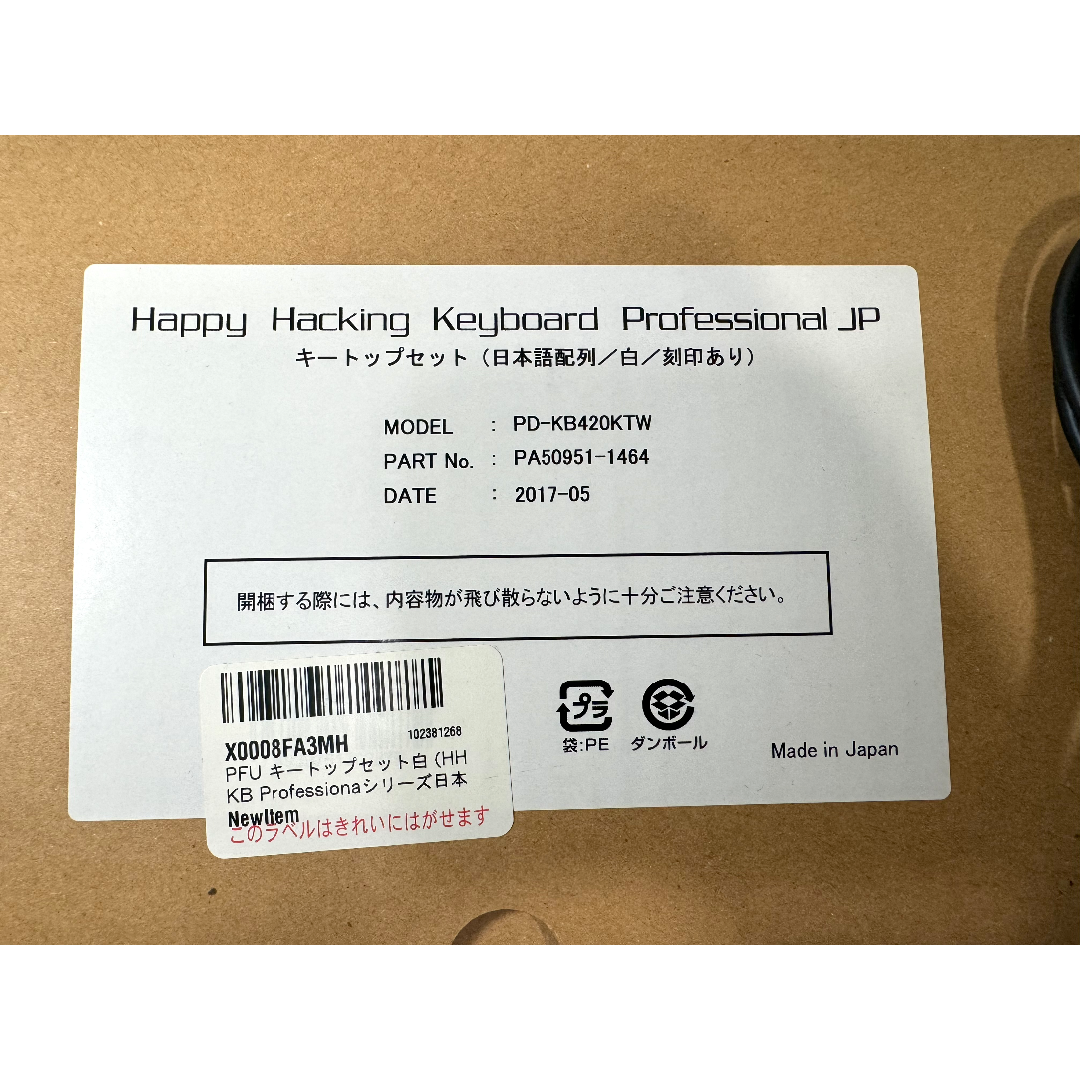 Happy Hacking Keyboard Professional JP
キートップセット（日本語配列／白／刻印あり）
MODEL : PD-KB420KTW
PART No. : PA50951-1464
DATE : 2017-05
開梱する際には、内容物が飛び散らないように十分ご注意ください。
プラ
袋:PE
ダンボール
Made in Japan
X0008FA3MH 102381268
PFU キートップセット白 (HH
KB Professionaシリーズ日本
NewItem
このラベルはきれいにはがせます